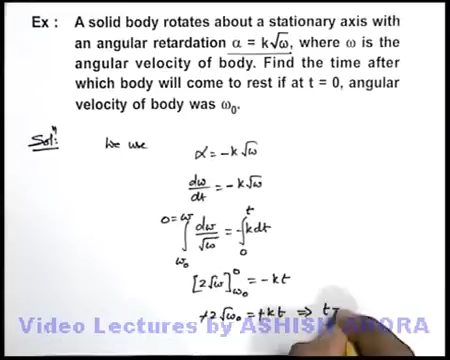 Ex : A solid body rotates about a stationary axis with
an angular retardation α = k√ω, where ω is the
angular velocity of body. Find the time after
which body will come to rest if at t = 0, angular
velocity of body was ω₀.
Solⁿ: We use
α = -k√ω
dω/dt = -k√ω
∫_{ω₀}^{0=ω} dω/√ω = -∫_{0}^{t} k dt
[2√ω]_{ω₀}^{0} = -kt
+2√ω₀ = +kt ⇒ t
Video Lectures by ASHISH ARORA